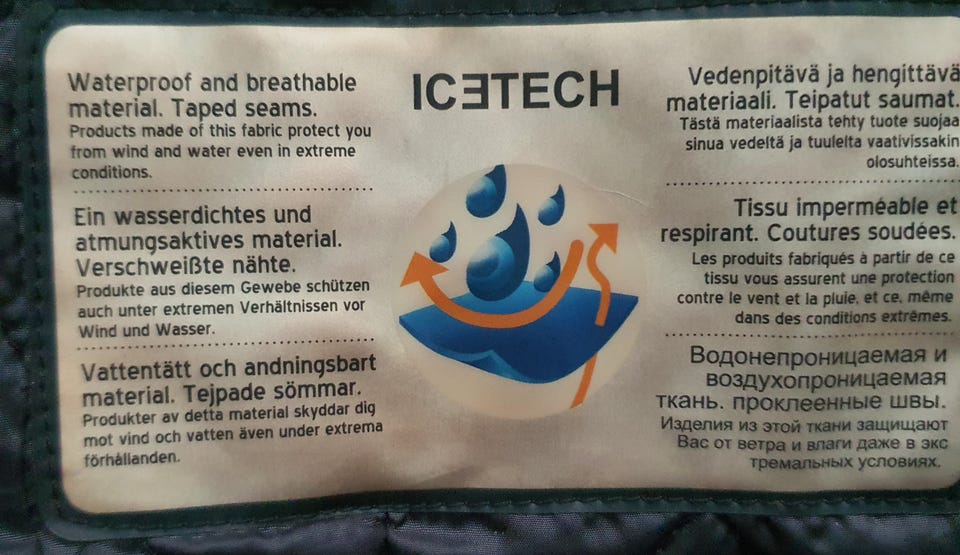 Waterproof and breathable
material. Taped seams.
Products made of this fabric protect you
from wind and water even in extreme
conditions.
Ein wasserdichtes und
atmungsaktives material.
Verschweißte nähte.
Produkte aus diesem Gewebe schützen
auch unter extremen Verhältnissen vor
Wind und Wasser.
Vattentätt och andningsbart
material. Tejpade sömmar.
Produkter av detta material skyddar dig
mot vind och vatten även under extrema
förhållanden.
ICƎTECH
Vedenpitävä ja hengittävä
materiaali. Teipatut saumat.
Tästä materiaalista tehty tuote suojaa
sinua vedeltä ja tuulelta vaativissakin
olosuhteissa.
Tissu imperméable et
respirant. Coutures soudées.
Les produits fabriqués à partir de ce
tissu vous assurent une protection
contre le vent et la pluie, et ce, même
dans des conditions extrêmes.
Водонепроницаемая и
воздухопроницаемая
ткань. проклеенные швы.
Изделия из этой ткани защищают
Вас от ветра и влаги даже в экс
тремальных условиях.